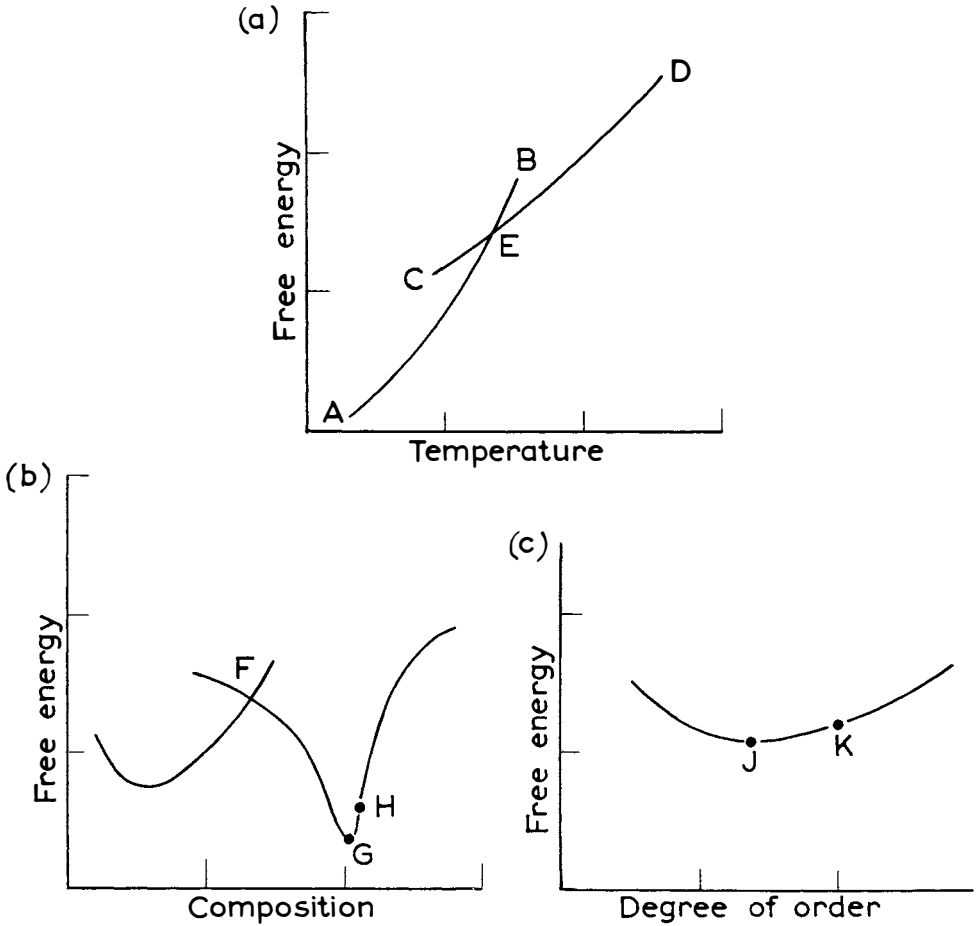 (a)
D
B
E
C
A
Free energy
Temperature
(b)
F
H
G
Free energy
Composition
(c)
J
K
Free energy
Degree of order